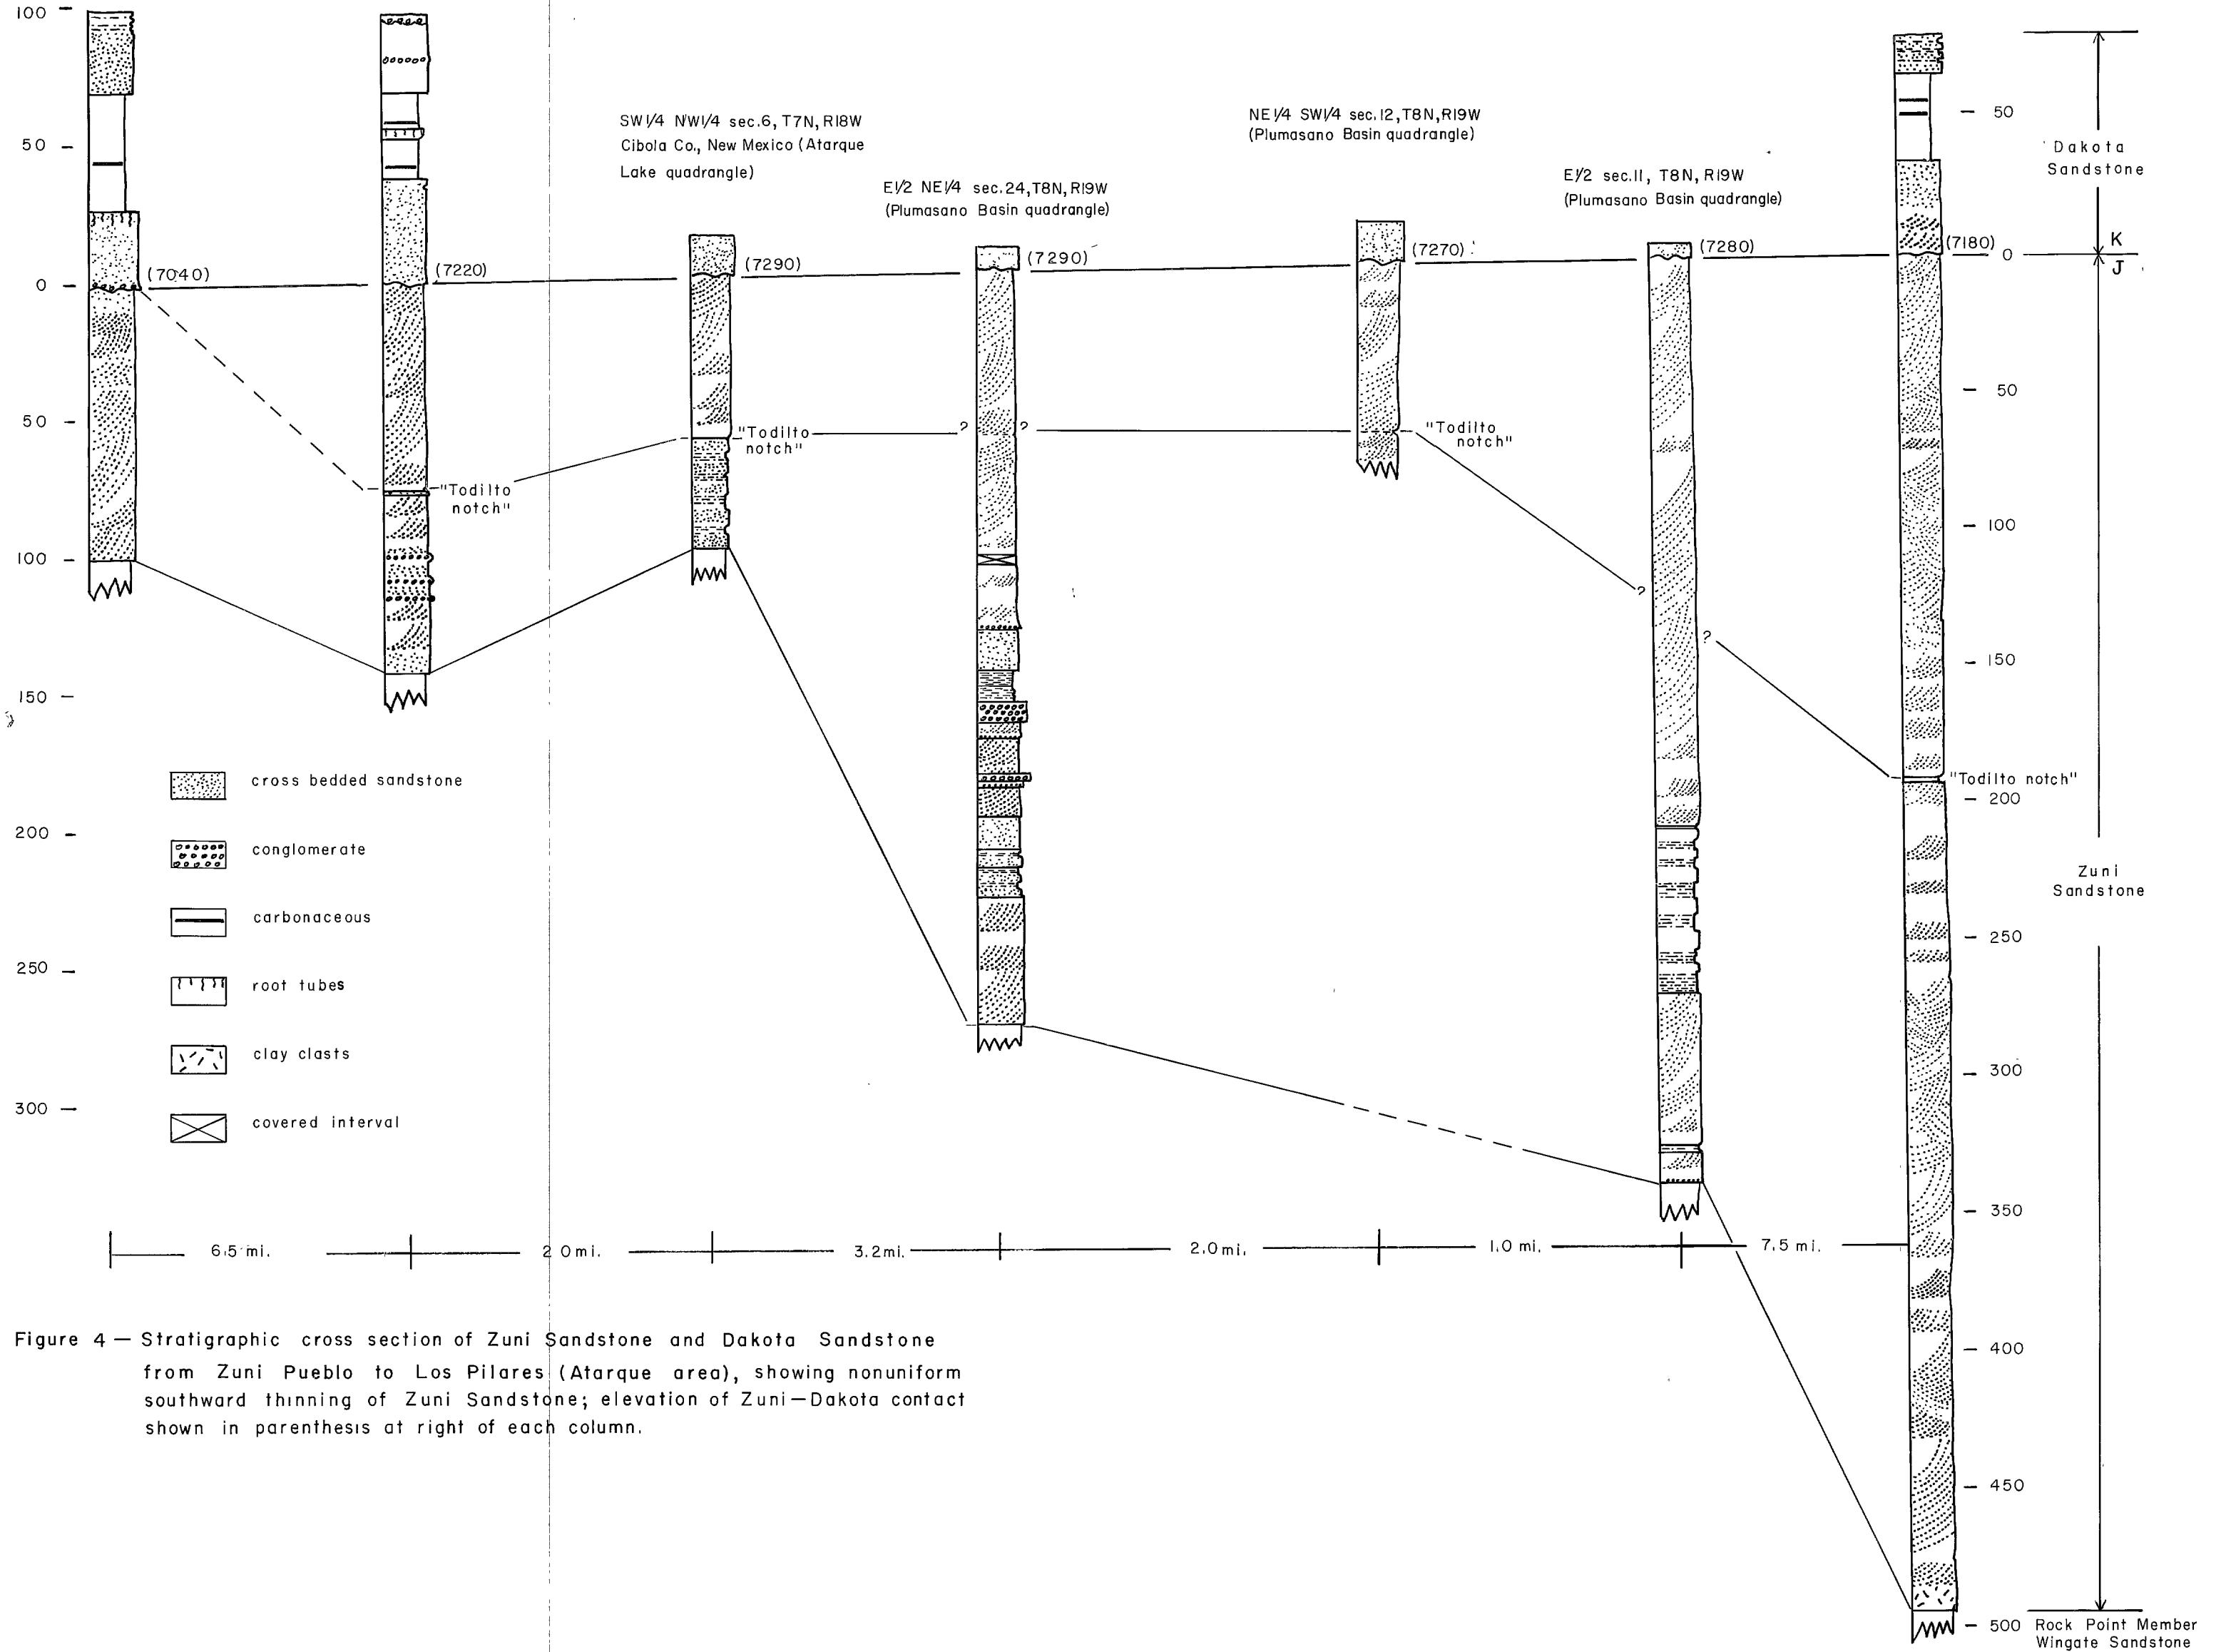 100
50
0
50
100
150
200
250
300
(7040)
(7220)
"Todilto
notch"
SW1/4 NW1/4 sec.6, T7N, R18W
Cibola Co., New Mexico (Atarque
Lake quadrangle)
(7290)
"Todilto
notch"
E1/2 NE1/4 sec.24, T8N, R19W
(Plumasano Basin quadrangle)
(7290)
?
?
NE1/4 SW1/4 sec.12, T8N, R19W
(Plumasano Basin quadrangle)
(7270)
"Todilto
notch"
E1/2 sec.11, T8N, R19W
(Plumasano Basin quadrangle)
(7280)
?
?
(7180)
"Todilto notch"
50
0
50
100
150
200
250
300
350
400
450
500
Dakota
Sandstone
K
J
Zuni
Sandstone
Rock Point Member
Wingate Sandstone
cross bedded sandstone
conglomerate
carbonaceous
root tubes
clay clasts
covered interval
6.5 mi.
2.0 mi.
3.2 mi.
2.0 mi.
1.0 mi.
7.5 mi.
Figure 4 — Stratigraphic cross section of Zuni Sandstone and Dakota Sandstone
from Zuni Pueblo to Los Pilares (Atarque area), showing nonuniform
southward thinning of Zuni Sandstone; elevation of Zuni—Dakota contact
shown in parenthesis at right of each column.